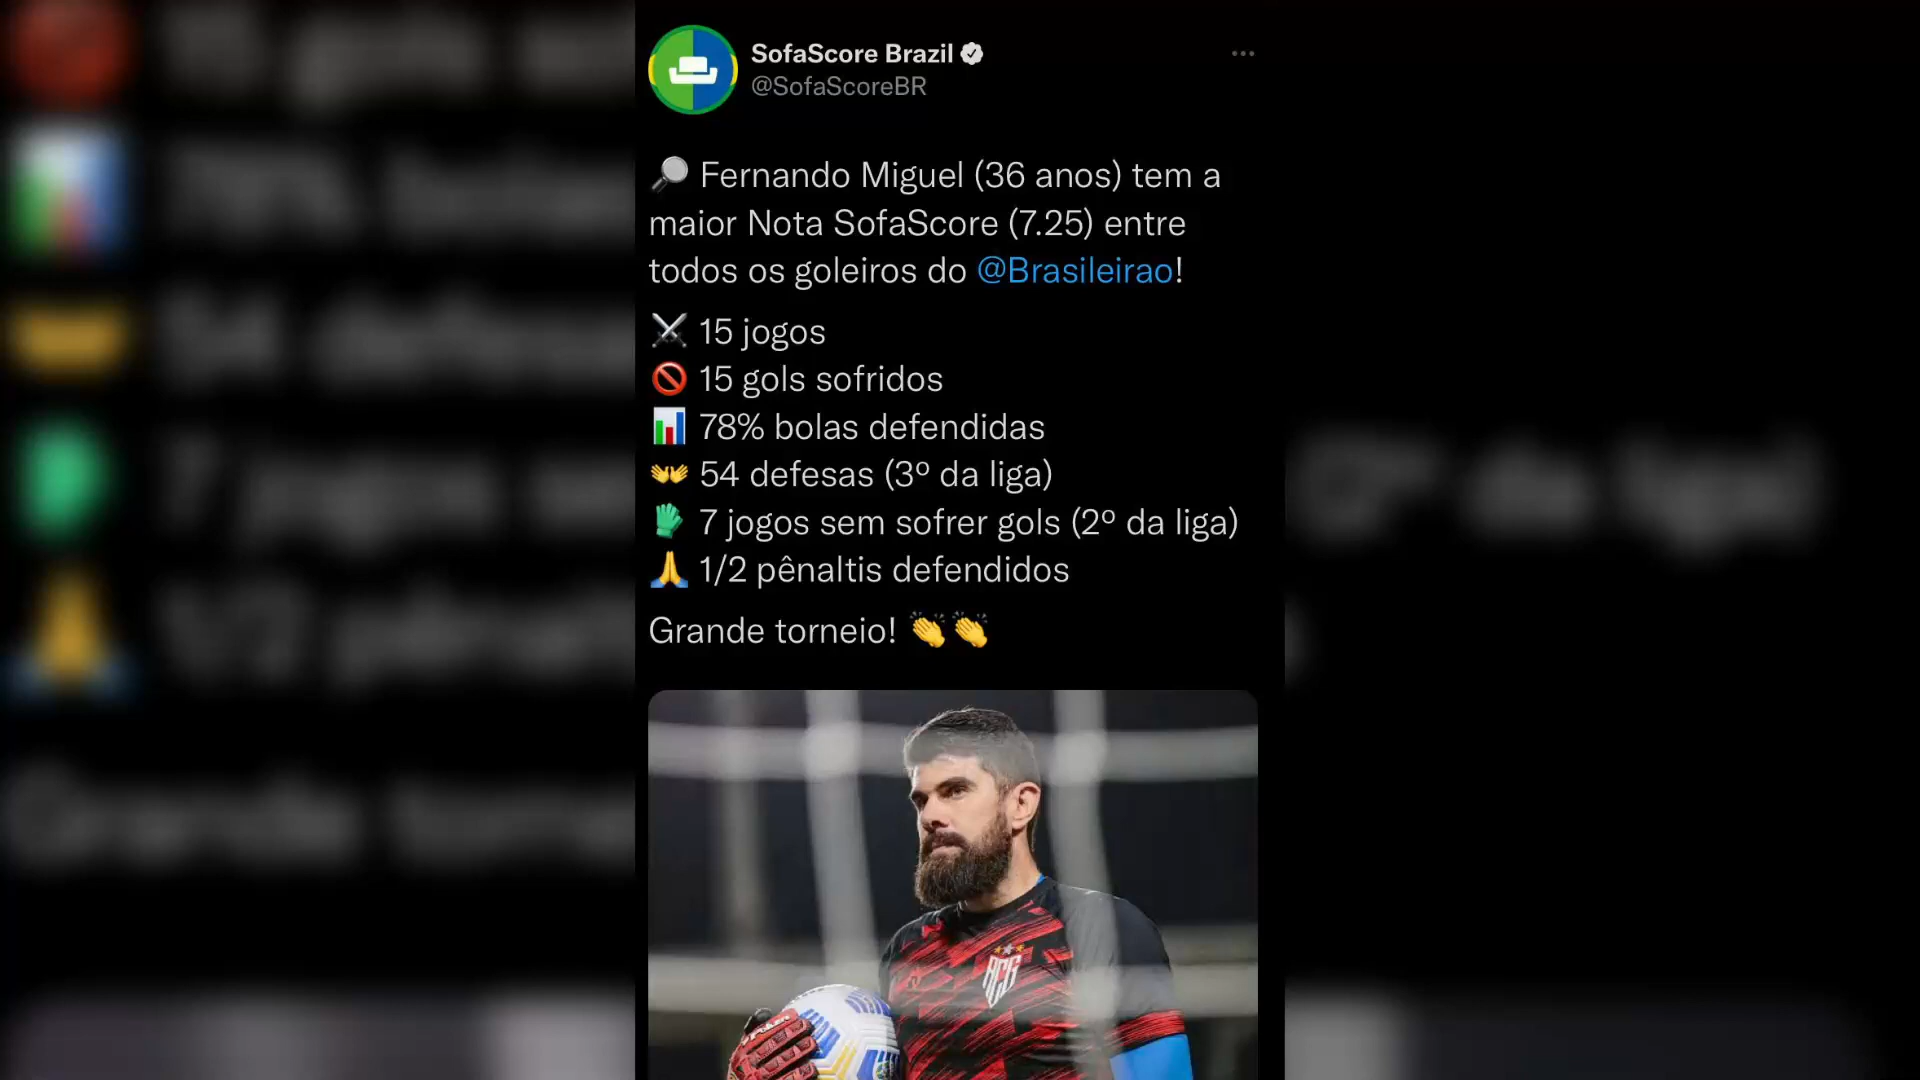 SofaScore Brazil
@SofaScoreBR
Fernando Miguel (36 anos) tem a
maior Nota SofaScore (7.25) entre
todos os goleiros do @Brasileirao!
15 jogos
15 gols sofridos
78% bolas defendidas
54 defesas (3º da liga)
7 jogos sem sofrer gols (2º da liga)
1/2 pênaltis defendidos
Grande torneio!
ACG